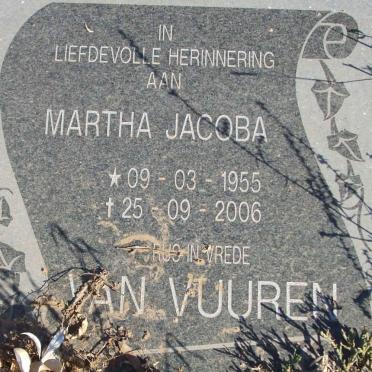 IN
LIEFDEVOLLE HERINNERING
AAN
MARTHA JACOBA
★ 09 - 03 - 1955
† 25 - 09 - 2006
RUS IN VREDE
VAN VUUREN